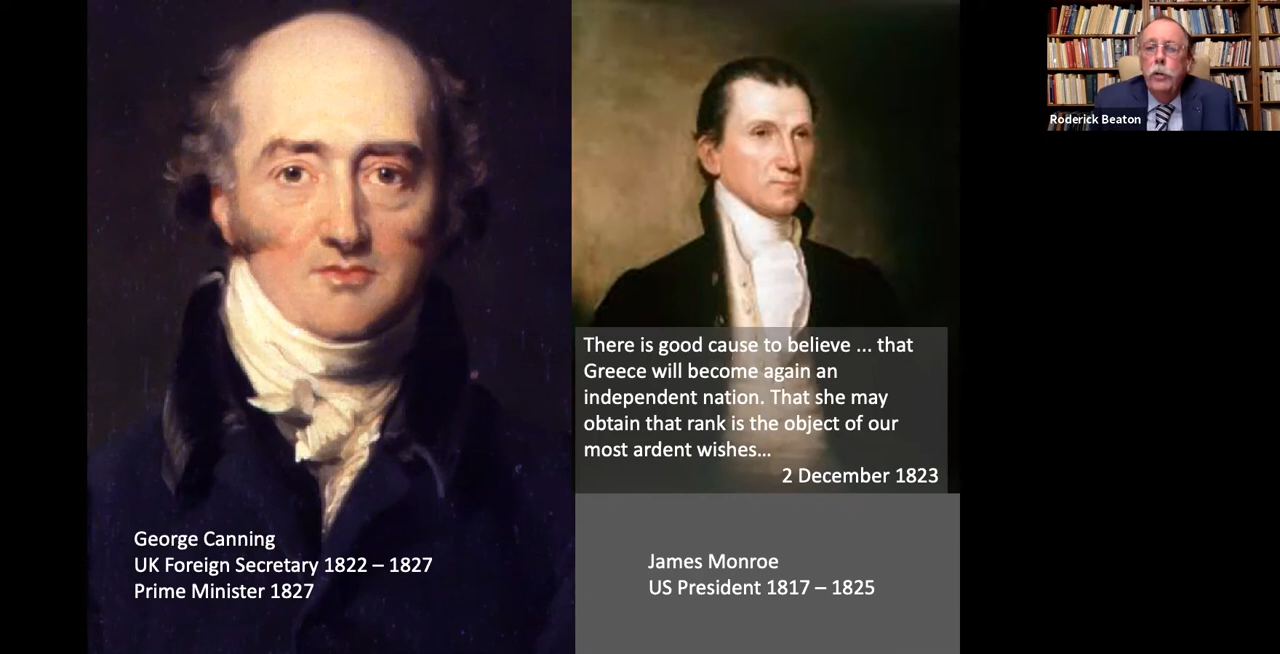 There is good cause to believe ... that
Greece will become again an
independent nation. That she may
obtain that rank is the object of our
most ardent wishes...
2 December 1823
George Canning
UK Foreign Secretary 1822 – 1827
Prime Minister 1827
James Monroe
US President 1817 – 1825
Roderick Beaton